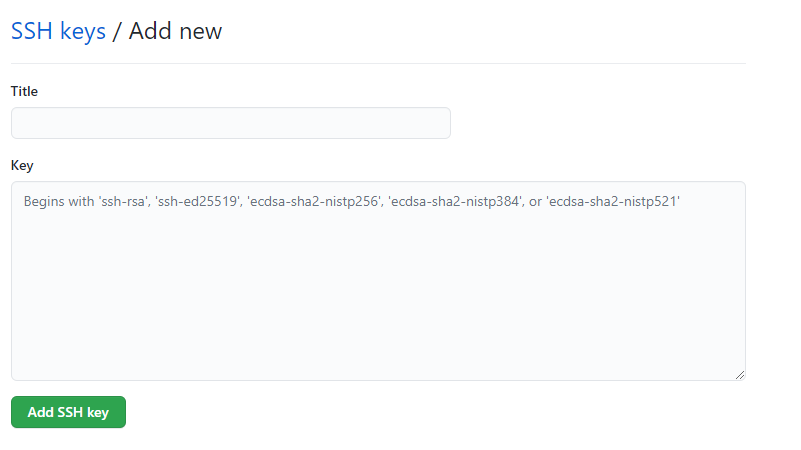 SSH keys / Add new
Title
Key
Begins with 'ssh-rsa', 'ssh-ed25519', 'ecdsa-sha2-nistp256', 'ecdsa-sha2-nistp384', or 'ecdsa-sha2-nistp521'
Add SSH key